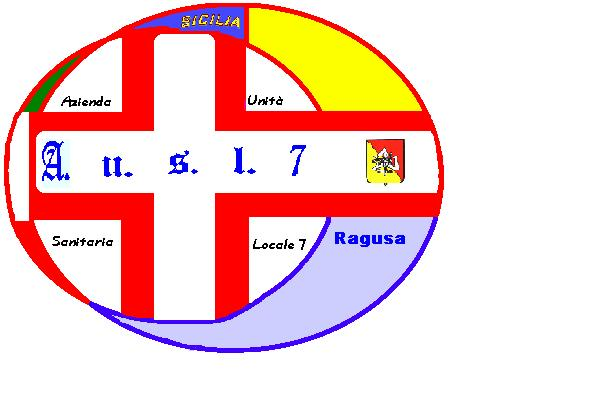 SICILIA
Azienda Unità
A. u. s. l. 7
Sanitaria Locale 7
Ragusa